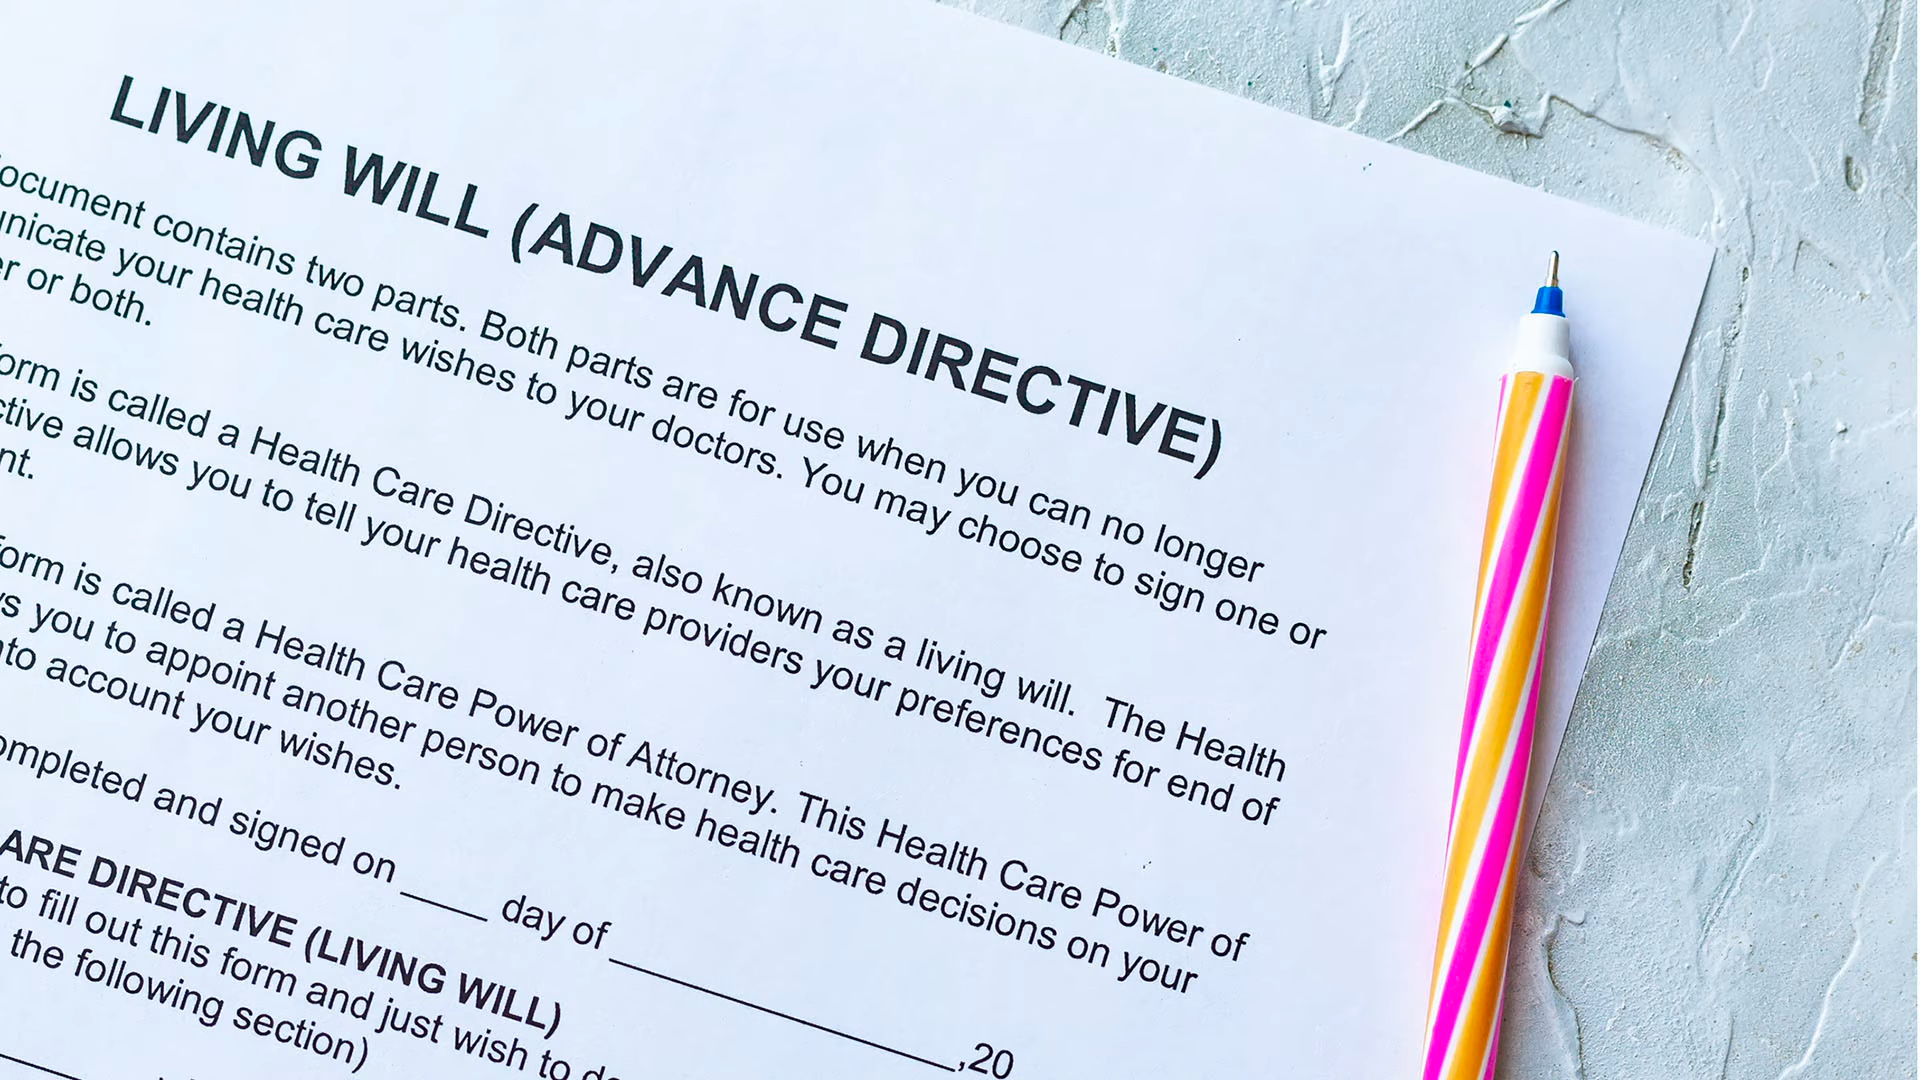 LIVING WILL (ADVANCE DIRECTIVE)
ocument contains two parts. Both parts are for use when you can no longer
nicate your health care wishes to your doctors. You may choose to sign one or
r or both.
orm is called a Health Care Directive, also known as a living will. The Health
ctive allows you to tell your health care providers your preferences for end of
nt.
orm is called a Health Care Power of Attorney. This Health Care Power of
s you to appoint another person to make health care decisions on your
to account your wishes.
ompleted and signed on ____ day of ________________,20
ARE DIRECTIVE (LIVING WILL)
to fill out this form and just wish to de
the following section)